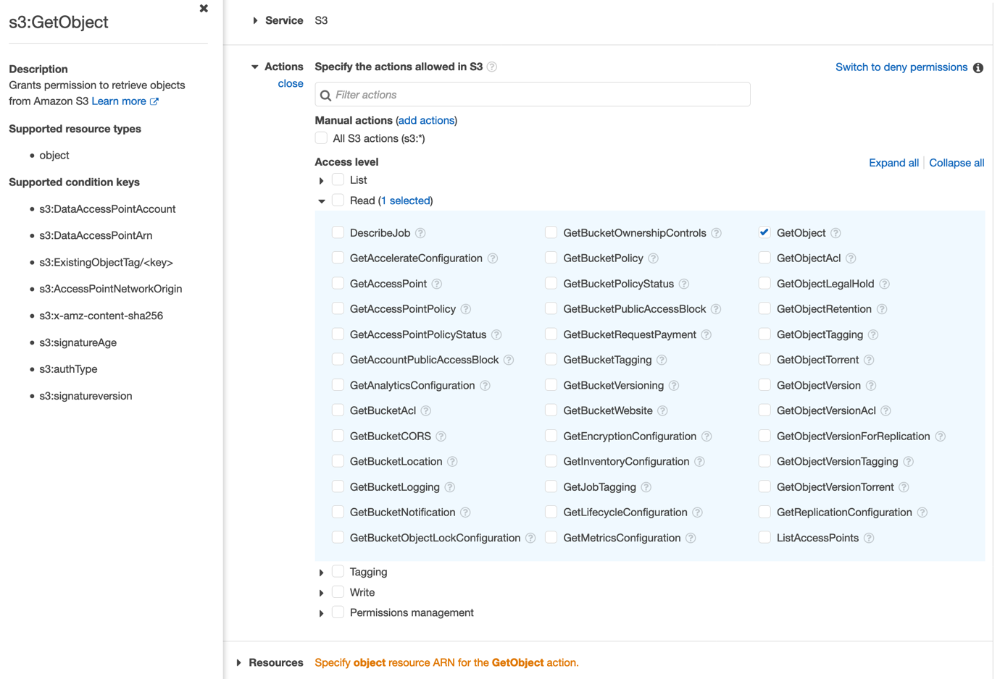 s3:GetObject
Description
Grants permission to retrieve objects
from Amazon S3 Learn more
Supported resource types
• object
Supported condition keys
• s3:DataAccessPointAccount
• s3:DataAccessPointArn
• s3:ExistingObjectTag/<key>
• s3:AccessPointNetworkOrigin
• s3:x-amz-content-sha256
• s3:signatureAge
• s3:authType
• s3:signatureversion
Service S3
Actions Specify the actions allowed in S3 Switch to deny permissions
close
Filter actions
Manual actions (add actions)
All S3 actions (s3:*)
Access level Expand all Collapse all
List
Read (1 selected)
DescribeJob GetBucketOwnershipControls GetObject
GetAccelerateConfiguration GetBucketPolicy GetObjectAcl
GetAccessPoint GetBucketPolicyStatus GetObjectLegalHold
GetAccessPointPolicy GetBucketPublicAccessBlock GetObjectRetention
GetAccessPointPolicyStatus GetBucketRequestPayment GetObjectTagging
GetAccountPublicAccessBlock GetBucketTagging GetObjectTorrent
GetAnalyticsConfiguration GetBucketVersioning GetObjectVersion
GetBucketAcl GetBucketWebsite GetObjectVersionAcl
GetBucketCORS GetEncryptionConfiguration GetObjectVersionForReplication
GetBucketLocation GetInventoryConfiguration GetObjectVersionTagging
GetBucketLogging GetJobTagging GetObjectVersionTorrent
GetBucketNotification GetLifecycleConfiguration GetReplicationConfiguration
GetBucketObjectLockConfiguration GetMetricsConfiguration ListAccessPoints
Tagging
Write
Permissions management
Resources Specify object resource ARN for the GetObject action.